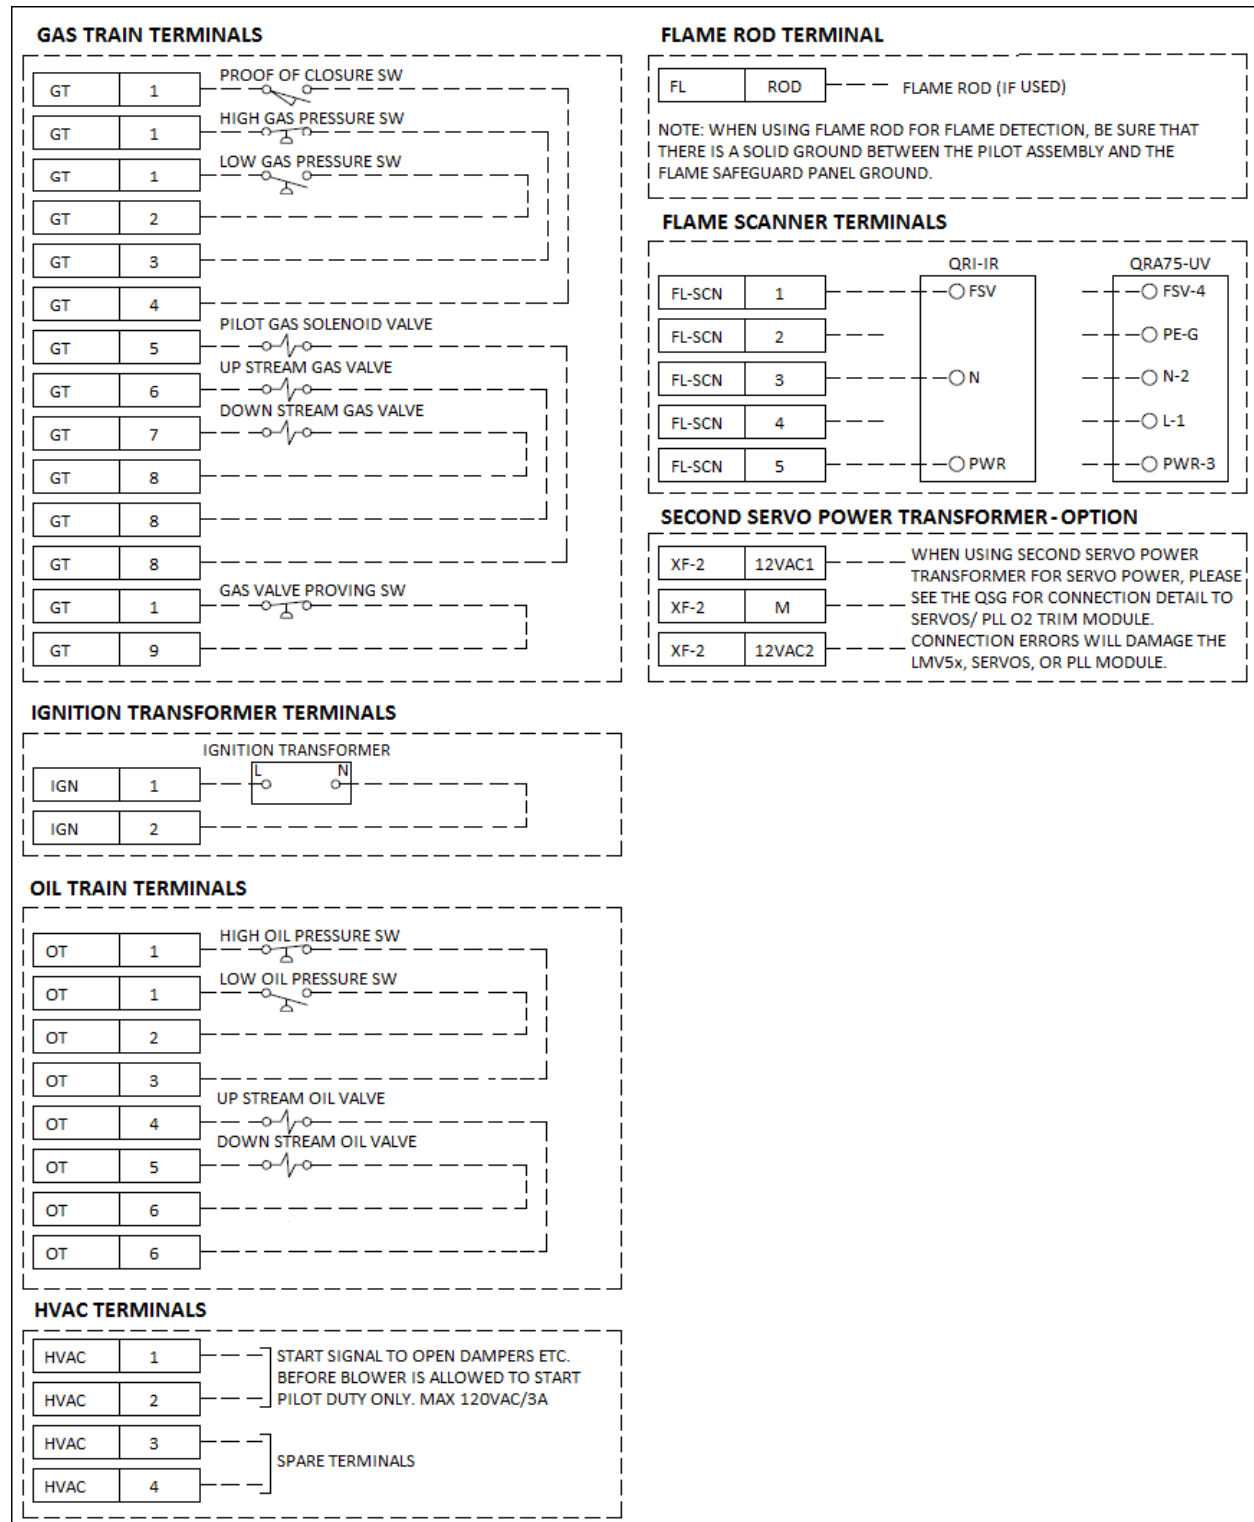 GAS TRAIN TERMINALS
GT 1 PROOF OF CLOSURE SW
GT 1 HIGH GAS PRESSURE SW
GT 1 LOW GAS PRESSURE SW
GT 2
GT 3
GT 4
GT 5 PILOT GAS SOLENOID VALVE
GT 6 UP STREAM GAS VALVE
GT 7 DOWN STREAM GAS VALVE
GT 8
GT 8
GT 8
GT 1 GAS VALVE PROVING SW
GT 9
IGNITION TRANSFORMER TERMINALS
IGNITION TRANSFORMER
L N
IGN 1
IGN 2
OIL TRAIN TERMINALS
OT 1 HIGH OIL PRESSURE SW
OT 1 LOW OIL PRESSURE SW
OT 2
OT 3
OT 4 UP STREAM OIL VALVE
OT 5 DOWN STREAM OIL VALVE
OT 6
OT 6
HVAC TERMINALS
HVAC 1
HVAC 2
START SIGNAL TO OPEN DAMPERS ETC.
BEFORE BLOWER IS ALLOWED TO START
PILOT DUTY ONLY. MAX 120VAC/3A
HVAC 3
HVAC 4
SPARE TERMINALS
FLAME ROD TERMINAL
FL ROD FLAME ROD (IF USED)
NOTE: WHEN USING FLAME ROD FOR FLAME DETECTION, BE SURE THAT
THERE IS A SOLID GROUND BETWEEN THE PILOT ASSEMBLY AND THE
FLAME SAFEGUARD PANEL GROUND.
FLAME SCANNER TERMINALS
QRI-IR QRA75-UV
FL-SCN 1 FSV FSV-4
FL-SCN 2 PE-G
FL-SCN 3 N N-2
FL-SCN 4 L-1
FL-SCN 5 PWR PWR-3
SECOND SERVO POWER TRANSFORMER-OPTION
XF-2 12VAC1
XF-2 M
XF-2 12VAC2
WHEN USING SECOND SERVO POWER
TRANSFORMER FOR SERVO POWER, PLEASE
SEE THE QSG FOR CONNECTION DETAIL TO
SERVOS/ PLL O2 TRIM MODULE.
CONNECTION ERRORS WILL DAMAGE THE
LMV5x, SERVOS, OR PLL MODULE.